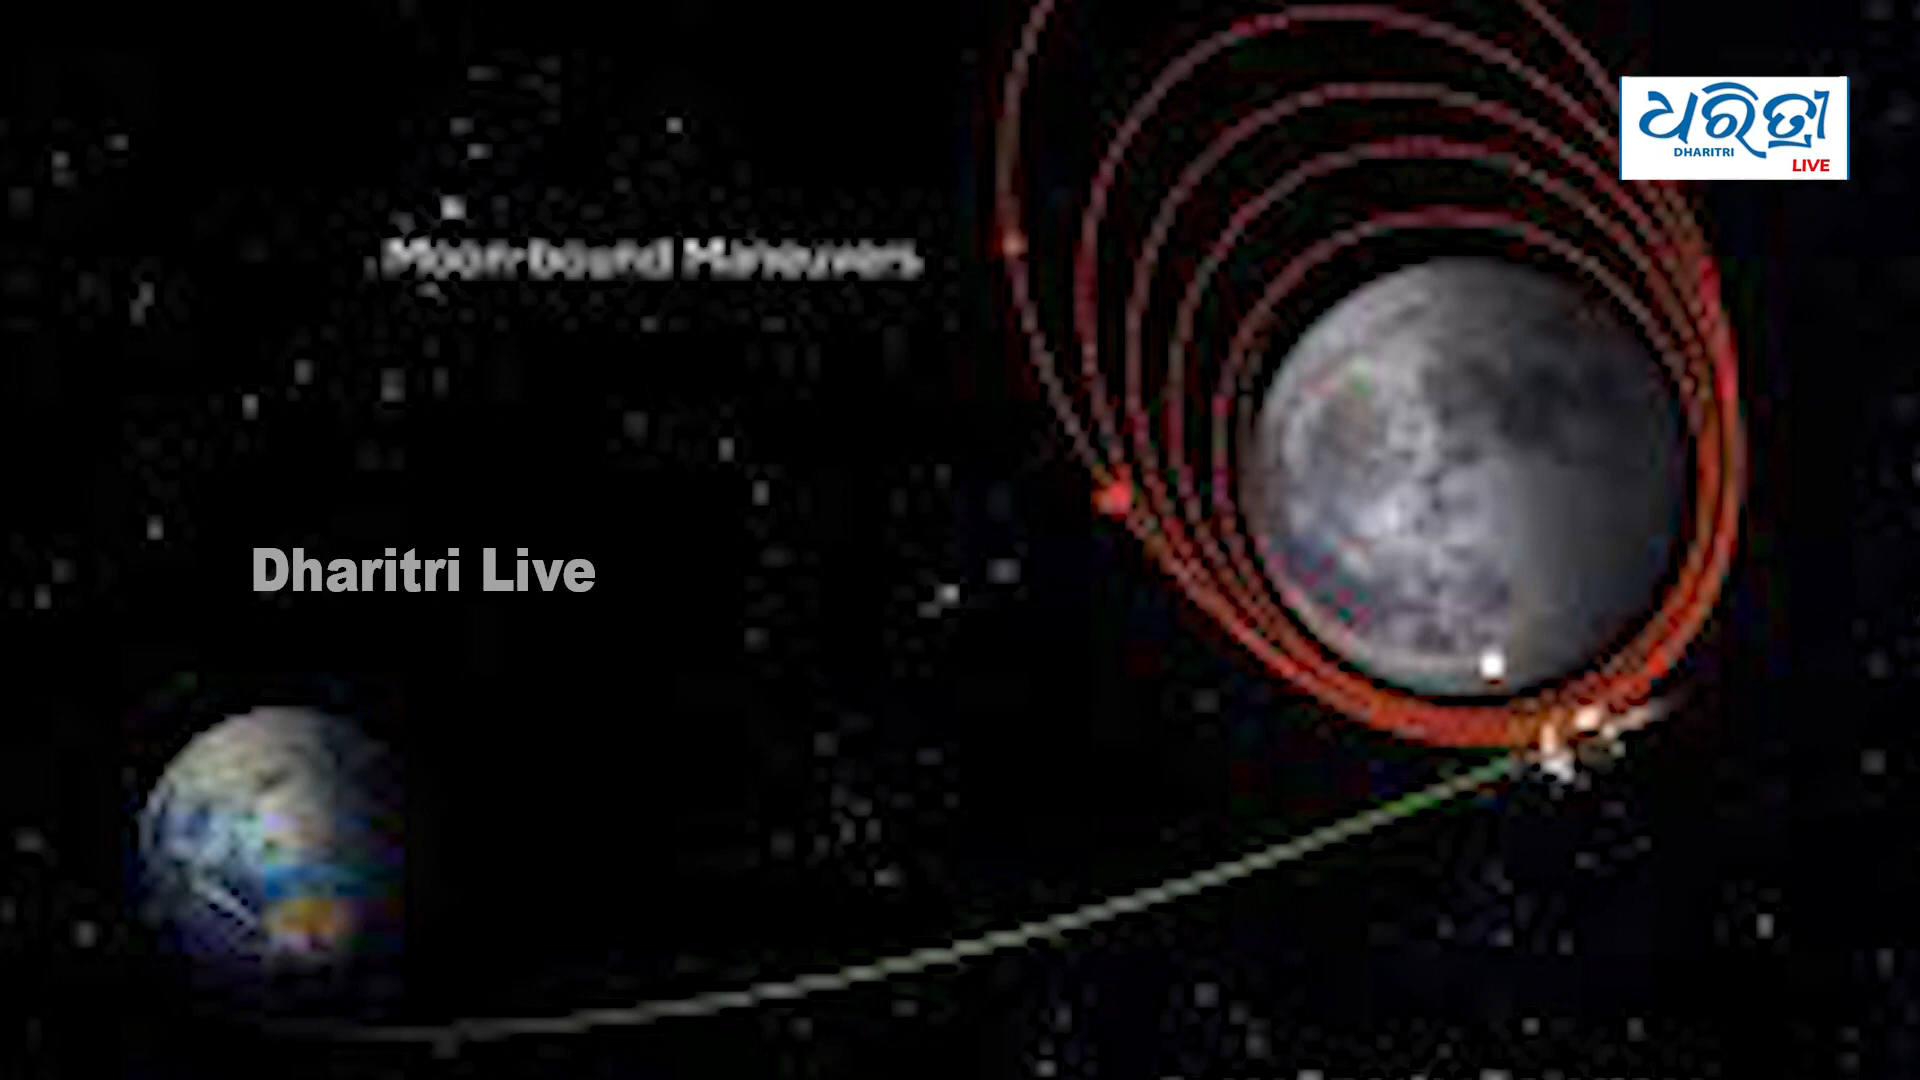 ଧରିତ୍ରୀ
DHARITRI
LIVE
Moon-bound Maneuvers
Dharitri Live